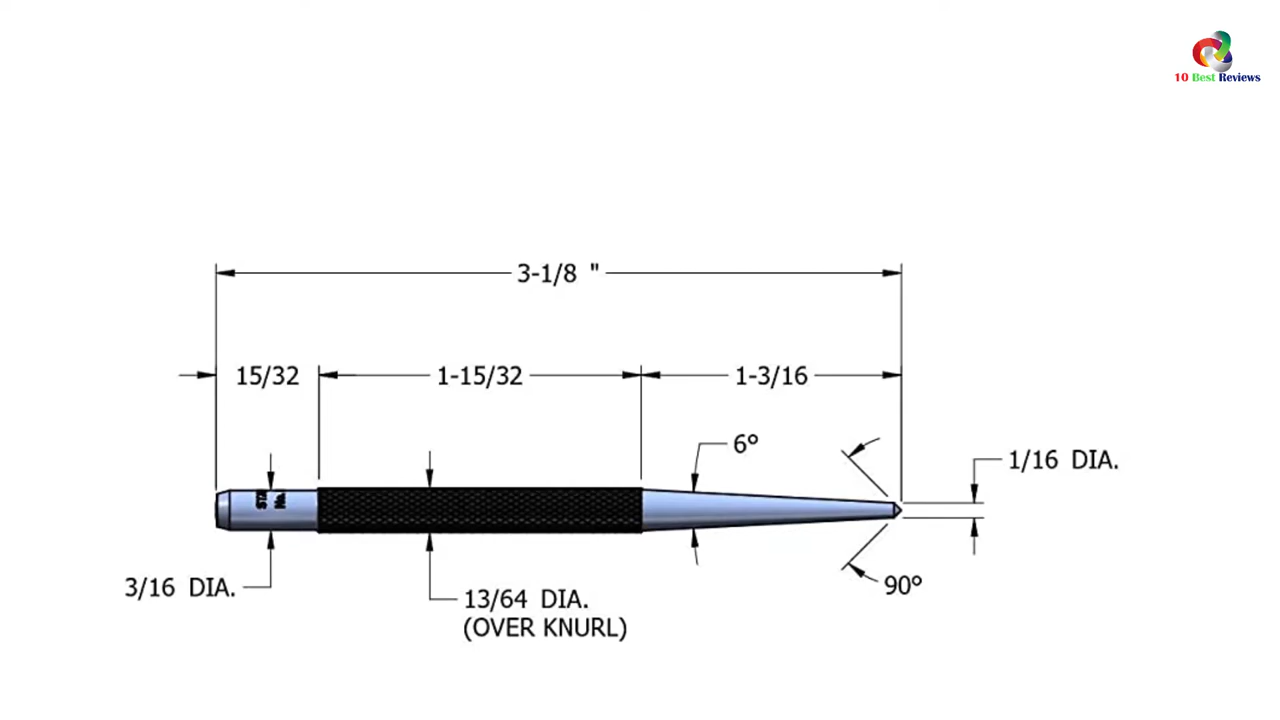 10 Best Reviews
3-1/8 "
15/32
1-15/32
1-3/16
6°
1/16 DIA.
No.
3/16 DIA.
13/64 DIA.
(OVER KNURL)
90°